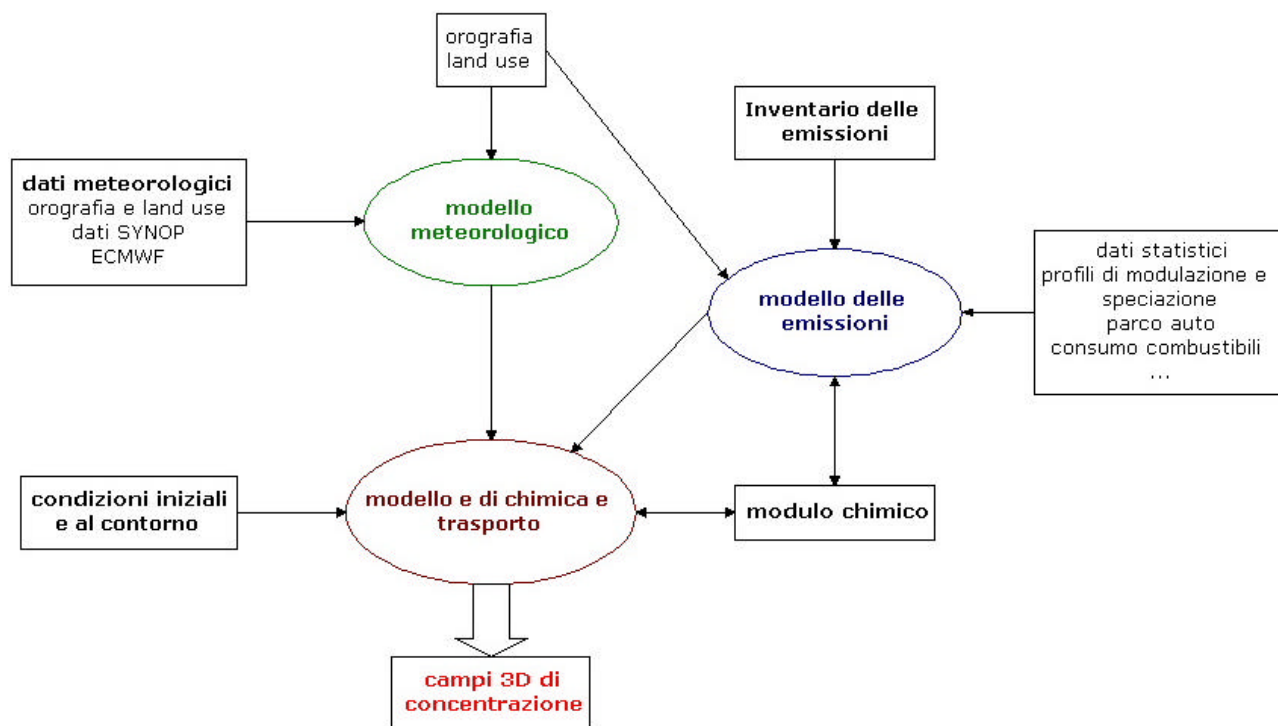 orografia
land use
Inventario delle
emissioni
dati meteorologici
orografia e land use
dati SYNOP
ECMWF
modello
meteorologico
modello delle
emissioni
dati statistici
profili di modulazione e
speciazione
parco auto
consumo combustibili
...
condizioni iniziali
e al contorno
modello e di chimica e
trasporto
modulo chimico
campi 3D di
concentrazione